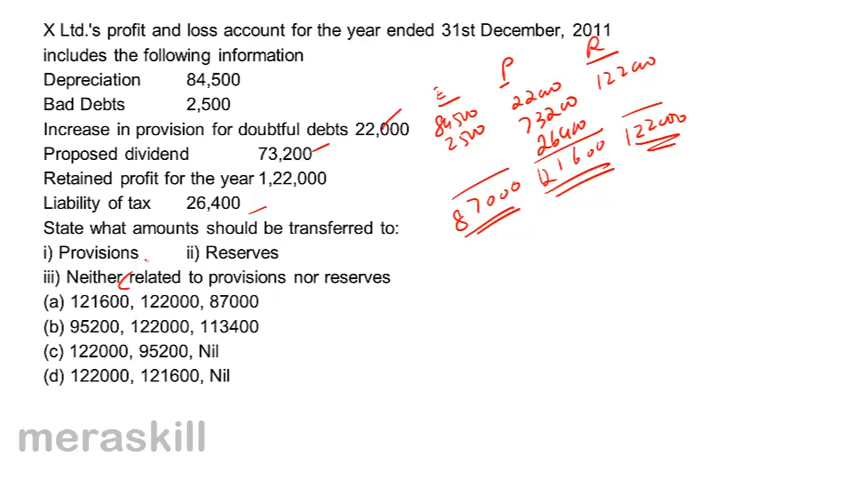 X Ltd.'s profit and loss account for the year ended 31st December, 2011
includes the following information
Depreciation 84,500
Bad Debts 2,500
Increase in provision for doubtful debts 22,000
Proposed dividend 73,200
Retained profit for the year 1,22,000
Liability of tax 26,400
State what amounts should be transferred to:
i) Provisions ii) Reserves
iii) Neither related to provisions nor reserves
(a) 121600, 122000, 87000
(b) 95200, 122000, 113400
(c) 122000, 95200, Nil
(d) 122000, 121600, Nil
E
84500
2500
87000
P
22000
73200
26400
121600
R
122000
122000
meraskill